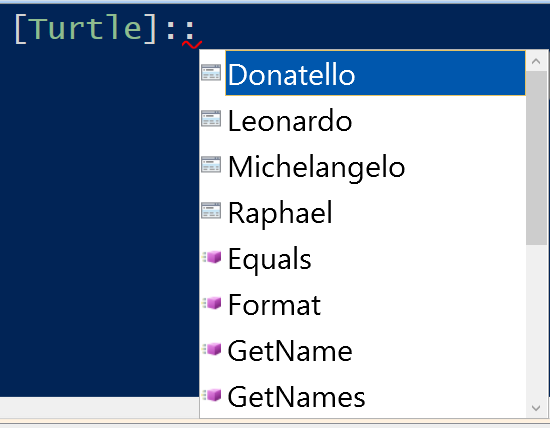 [Turtle]::
Donatello
Leonardo
Michelangelo
Raphael
Equals
Format
GetName
GetNames